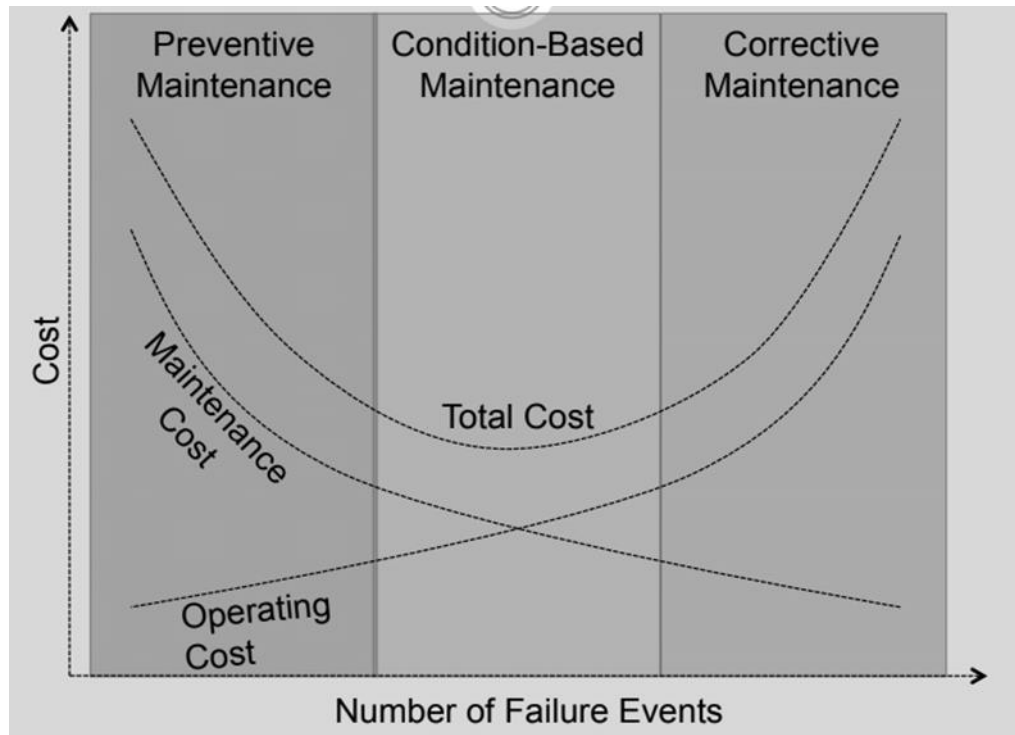 Preventive
Maintenance
Condition-Based
Maintenance
Corrective
Maintenance
Cost
Maintenance
Cost
Total Cost
Operating
Cost
Number of Failure Events